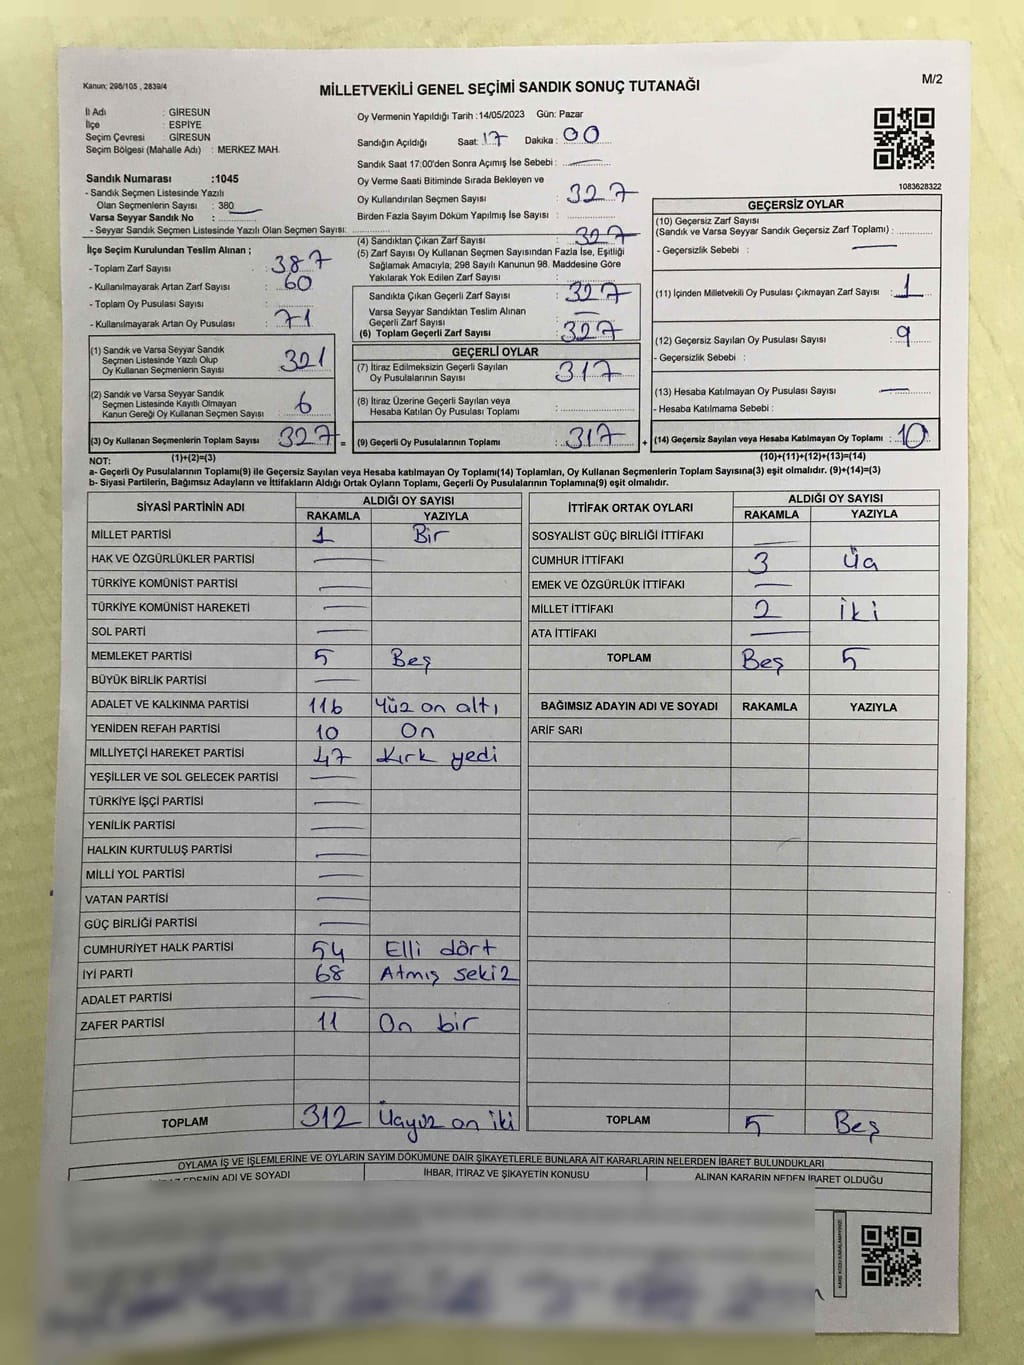 Kanun; 298/105 , 2839/4
MİLLETVEKİLİ GENEL SEÇİMİ SANDIK SONUÇ TUTANAĞI
M/2
İl Adı : GİRESUN
İlçe : ESPİYE
Seçim Çevresi : GİRESUN
Seçim Bölgesi (Mahalle Adı) : MERKEZ MAH.
Sandık Numarası :1045
- Sandık Seçmen Listesinde Yazılı
Olan Seçmenlerin Sayısı : 380
Varsa Seyyar Sandık No :
- Seyyar Sandık Seçmen Listesinde Yazılı Olan Seçmen Sayısı:
İlçe Seçim Kurulundan Teslim Alınan ;
- Toplam Zarf Sayısı : 387
- Kullanılmayarak Artan Zarf Sayısı : 60
- Toplam Oy Pusulası Sayısı :
- Kullanılmayarak Artan Oy Pusulası : 71
(1) Sandık ve Varsa Seyyar Sandık
Seçmen Listesinde Yazılı Olup
Oy Kullanan Seçmenlerin Sayısı : 321
(2) Sandık ve Varsa Seyyar Sandık
Seçmen Listesinde Kayıtlı Olmayan
Kanun Gereği Oy Kullanan Seçmen Sayısı : 6
(3) Oy Kullanan Seçmenlerin Toplam Sayısı : 327 =
(1)+(2)=(3)
Oy Vermenin Yapıldığı Tarih :14/05/2023 Gün: Pazar
Sandığın Açıldığı Saat: 17 Dakika : 00
Sandık Saat 17:00'den Sonra Açımış İse Sebebi :
Oy Verme Saati Bitiminde Sırada Bekleyen ve
Oy Kullandırılan Seçmen Sayısı : 327
Birden Fazla Sayım Döküm Yapılmış İse Sayısı :
(4) Sandıktan Çıkan Zarf Sayısı : 327
(5) Zarf Sayısı Oy Kullanan Seçmen Sayısından Fazla İse, Eşitliği
Sağlamak Amacıyla, 298 Sayılı Kanunun 98. Maddesine Göre
Yakılarak Yok Edilen Zarf Sayısı :
Sandıkta Çıkan Geçerli Zarf Sayısı : 327
Varsa Seyyar Sandıktan Teslim Alınan
Geçerli Zarf Sayısı :
(6) Toplam Geçerli Zarf Sayısı : 327
GEÇERLİ OYLAR
(7) İtiraz Edilmeksizin Geçerli Sayılan
Oy Pusulalarının Sayısı : 317
(8) İtiraz Üzerine Geçerli Sayılan veya
Hesaba Katılan Oy Pusulası Toplamı :
(9) Geçerli Oy Pusulalarının Toplamı : 317 +
1083628322
GEÇERSİZ OYLAR
(10) Geçersiz Zarf Sayısı
(Sandık ve Varsa Seyyar Sandık Geçersiz Zarf Toplamı) :
- Geçersizlik Sebebi :
(11) İçinden Milletvekili Oy Pusulası Çıkmayan Zarf Sayısı : 1
(12) Geçersiz Sayılan Oy Pusulası Sayısı : 9
- Geçersizlik Sebebi :
(13) Hesaba Katılmayan Oy Pusulası Sayısı :
- Hesaba Katılmama Sebebi :
(14) Geçersiz Sayılan veya Hesaba Katılmayan Oy Toplamı : 10
(10)+(11)+(12)+(13)=(14)
NOT:
a- Geçerli Oy Pusulalarının Toplamı(9) ile Geçersiz Sayılan veya Hesaba katılmayan Oy Toplamı(14) Toplamları, Oy Kullanan Seçmenlerin Toplam Sayısına(3) eşit olmalıdır. (9)+(14)=(3)
b- Siyasi Partilerin, Bağımsız Adayların ve İttifakların Aldığı Ortak Oyların Toplamı, Geçerli Oy Pusulalarının Toplamına(9) eşit olmalıdır.
SİYASİ PARTİNİN ADI ALDIĞI OY SAYISI
RAKAMLA YAZIYLA
MİLLET PARTİSİ 1 Bir
HAK VE ÖZGÜRLÜKLER PARTİSİ
TÜRKİYE KOMÜNİST PARTİSİ
TÜRKİYE KOMÜNİST HAREKETİ
SOL PARTİ
MEMLEKET PARTİSİ 5 Beş
BÜYÜK BİRLİK PARTİSİ
ADALET VE KALKINMA PARTİSİ 116 Yüz on altı
YENİDEN REFAH PARTİSİ 10 On
MİLLİYETÇİ HAREKET PARTİSİ 47 Kırk yedi
YEŞİLLER VE SOL GELECEK PARTİSİ
TÜRKİYE İŞÇİ PARTİSİ
YENİLİK PARTİSİ
HALKIN KURTULUŞ PARTİSİ
MİLLİ YOL PARTİSİ
VATAN PARTİSİ
GÜÇ BİRLİĞİ PARTİSİ
CUMHURİYET HALK PARTİSİ 54 Elli dört
İYİ PARTİ 68 Atmış sekiz
ADALET PARTİSİ
ZAFER PARTİSİ 11 On bir
TOPLAM 312 Üçyüz on iki
İTTİFAK ORTAK OYLARI ALDIĞI OY SAYISI
RAKAMLA YAZIYLA
SOSYALİST GÜÇ BİRLİĞİ İTTİFAKI
CUMHUR İTTİFAKI 3 Üç
EMEK VE ÖZGÜRLÜK İTTİFAKI
MİLLET İTTİFAKI 2 İki
ATA İTTİFAKI
TOPLAM Beş 5
BAĞIMSIZ ADAYIN ADI VE SOYADI RAKAMLA YAZIYLA
ARİF SARI
TOPLAM 5 Beş
OYLAMA İŞ VE İŞLEMLERİNE VE OYLARIN SAYIM DÖKÜMÜNE DAİR ŞİKAYETLERLE BUNLARA AİT KARARLARIN NELERDEN İBARET BULUNDUKLARI
ADI VE SOYADI İHBAR, İTİRAZ VE ŞİKAYETİN KONUSU ALINAN KARARIN NEDEN İBARET OLDUĞU